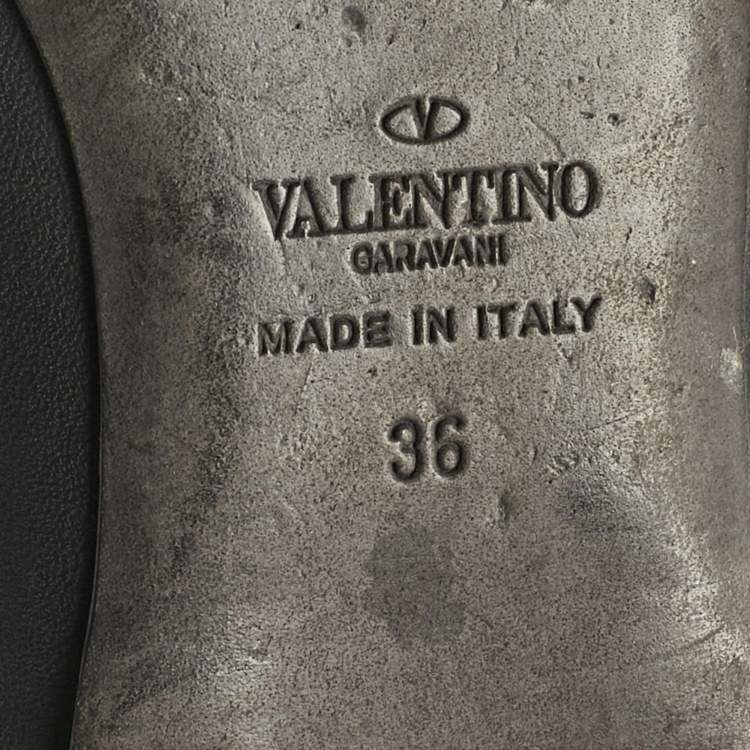 V
VALENTINO
GARAVANI
MADE IN ITALY
36